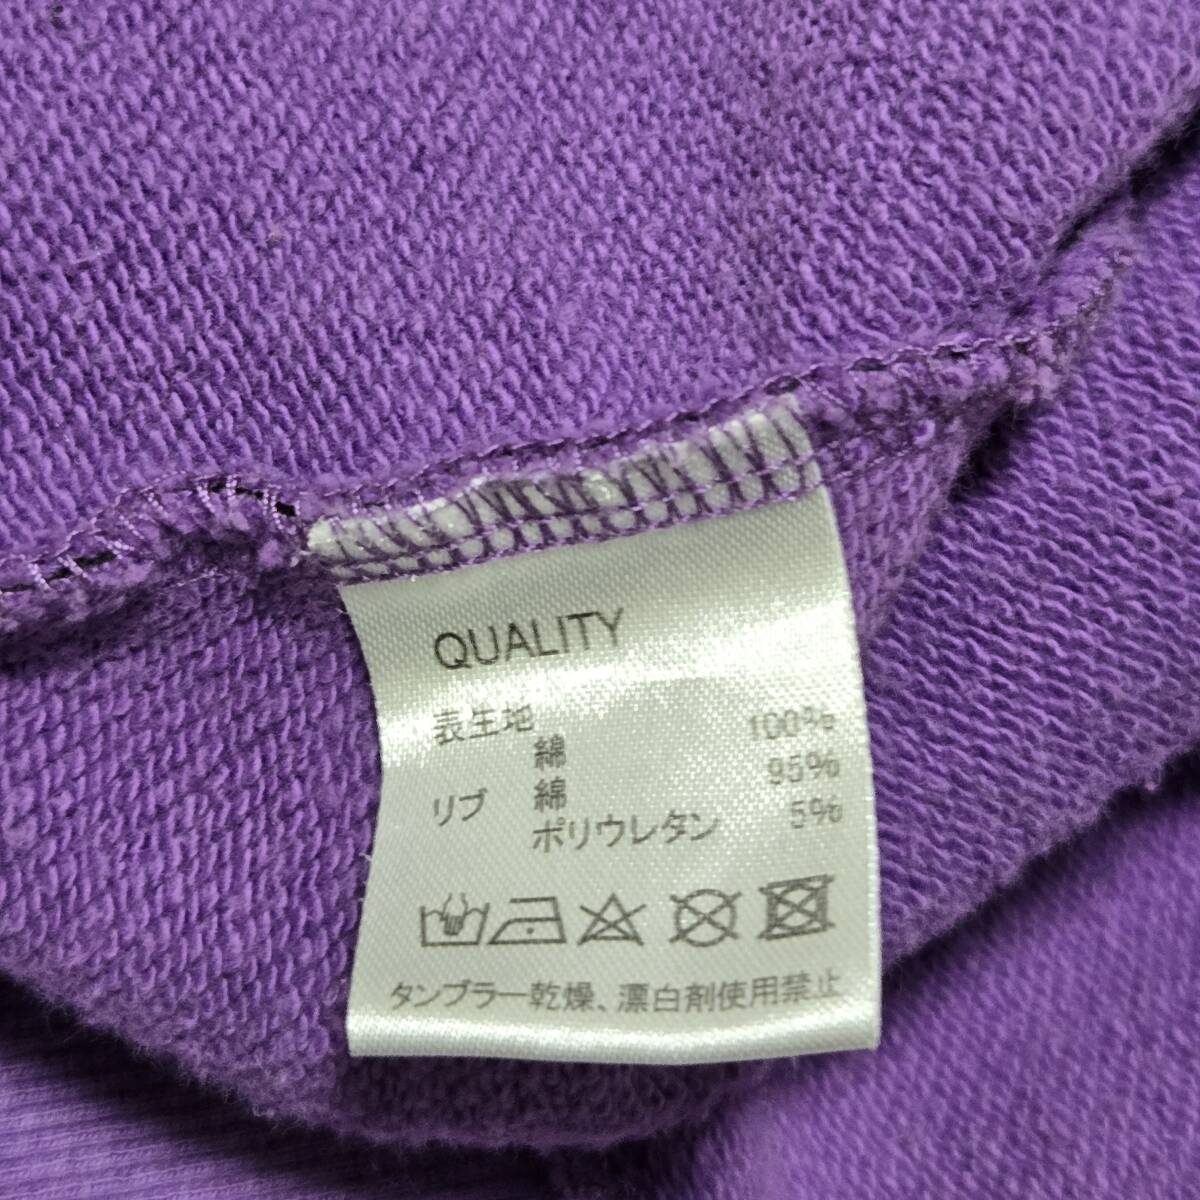 QUALITY
表生地 綿 100%
リブ 綿 95%
ポリウレタン 5%
タンブラー乾燥、漂白剤使用禁止